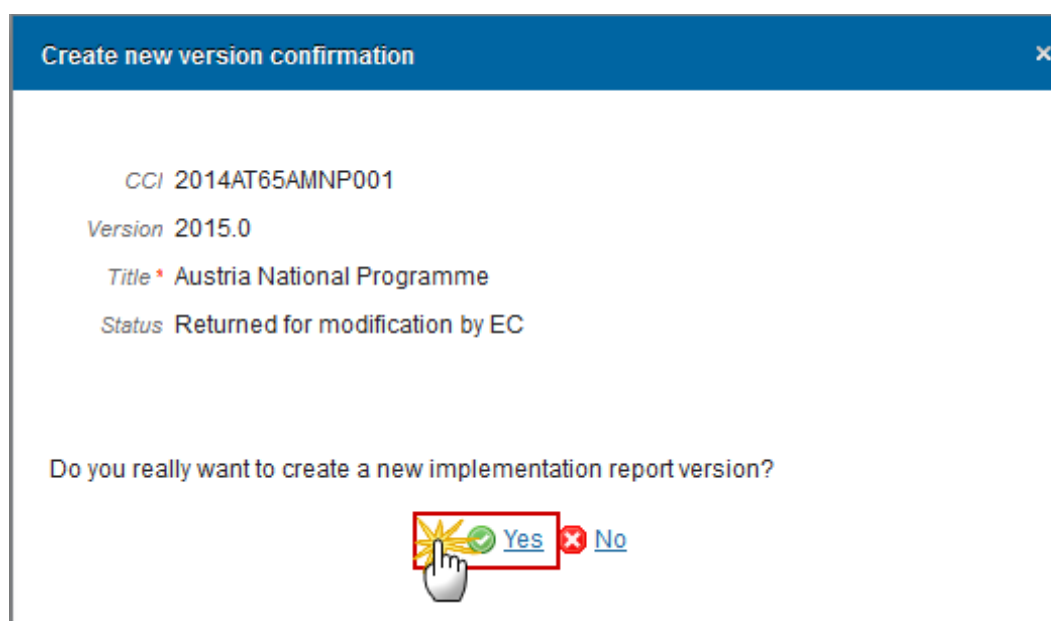 Create new version confirmation ×
CCI 2014AT65AMNP001
Version 2015.0
Title * Austria National Programme
Status Returned for modification by EC
Do you really want to create a new implementation report version?
Yes No